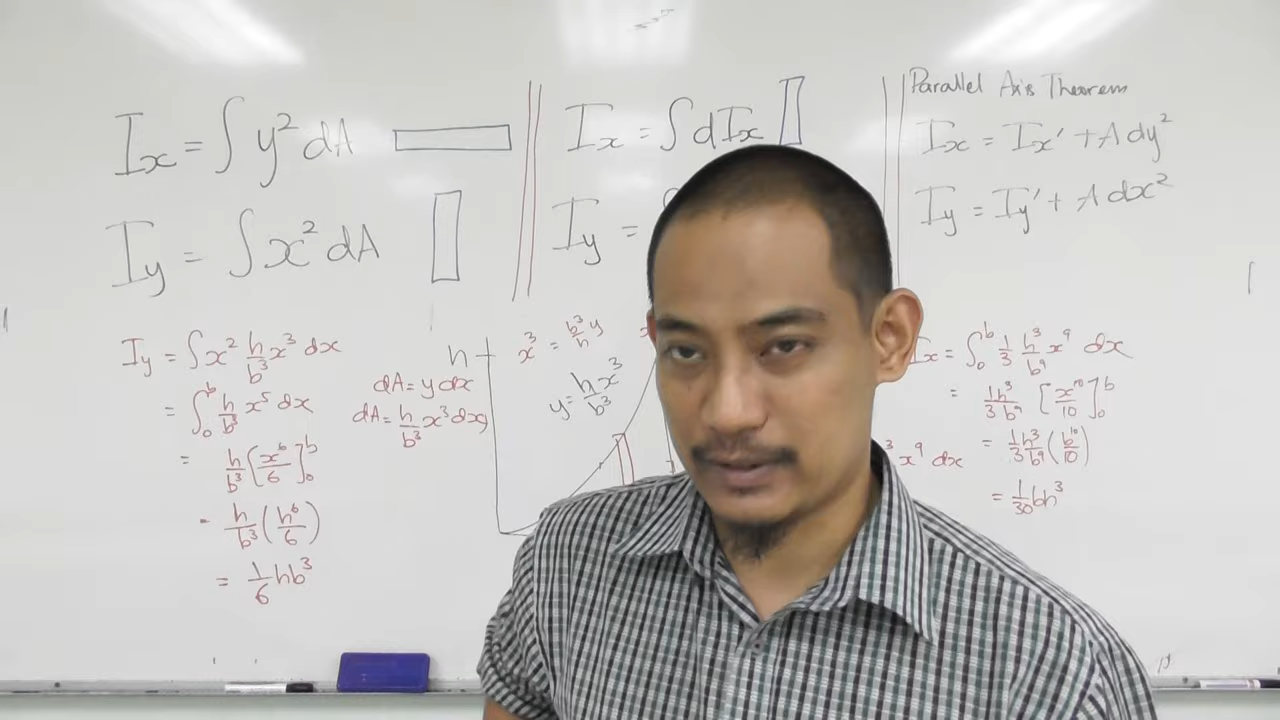 Ix = ∫ y² dA
Iy = ∫ x² dA
Ix = ∫ dIx
Iy =
Parallel Axis Theorem
Ix = Ix' + A dy²
Iy = Iy' + A dx²
Iy = ∫ x² h/b³ x³ dx
= ∫₀ᵇ h/b³ x⁵ dx
= h/b³ [x⁶/6]₀ᵇ
= h/b³ (b⁶/6)
= 1/6 hb³
h
x³ = b³/h y
y = h/b³ x³
dA = y dx
dA = h/b³ x³ dx
Ix = ∫₀ᵇ 1/3 h³/b⁹ x⁹ dx
= 1/3 h³/b⁹ [x¹⁰/10]₀ᵇ
= 1/3 h³/b⁹ (b¹⁰/10)
= 1/30 bh³
x⁹ dx